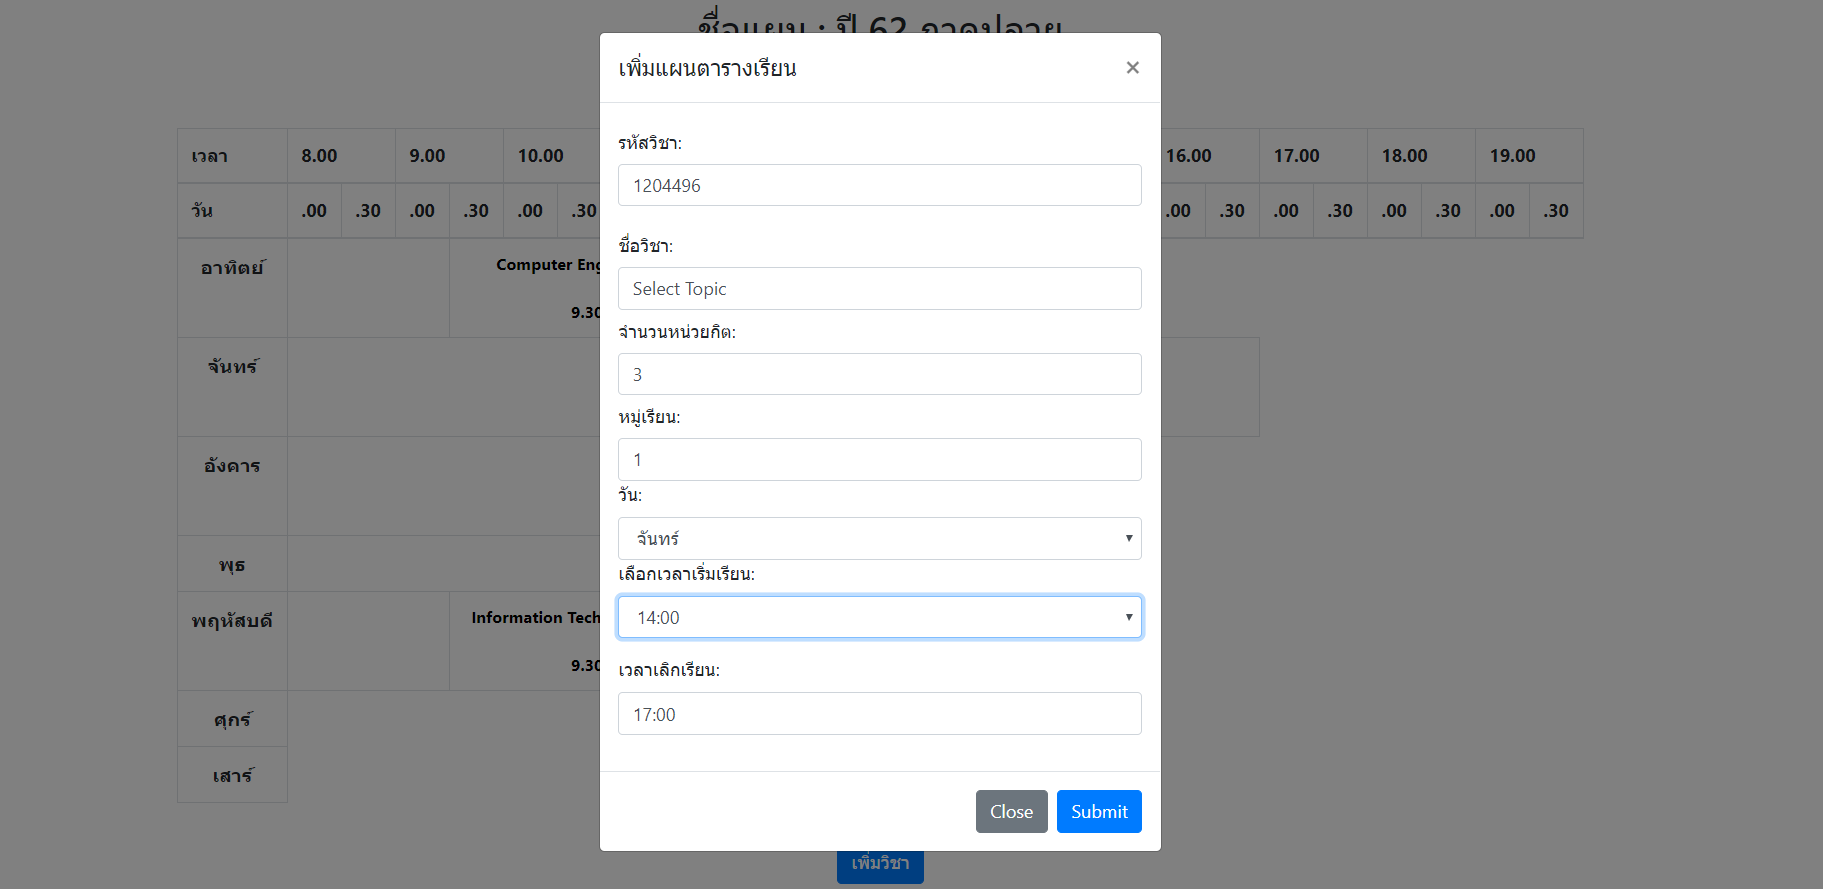 ชื่อแผน : ปี 62 ภาคปลาย
เพิ่มแผนตารางเรียน ×
รหัสวิชา:
1204496
ชื่อวิชา:
Select Topic
จำนวนหน่วยกิต:
3
หมู่เรียน:
1
วัน:
จันทร์
เลือกเวลาเริ่มเรียน:
14:00
เวลาเลิกเรียน:
17:00
Close Submit
เวลา 8.00 9.00 10.00 16.00 17.00 18.00 19.00
วัน .00 .30 .00 .30 .00 .30 .00 .30 .00 .30 .00 .30 .00 .30
อาทิตย์ Computer
9.30
จันทร์
อังคาร
พุธ
พฤหัสบดี Information
9.30
ศุกร์
เสาร์
เพิ่มวิชา